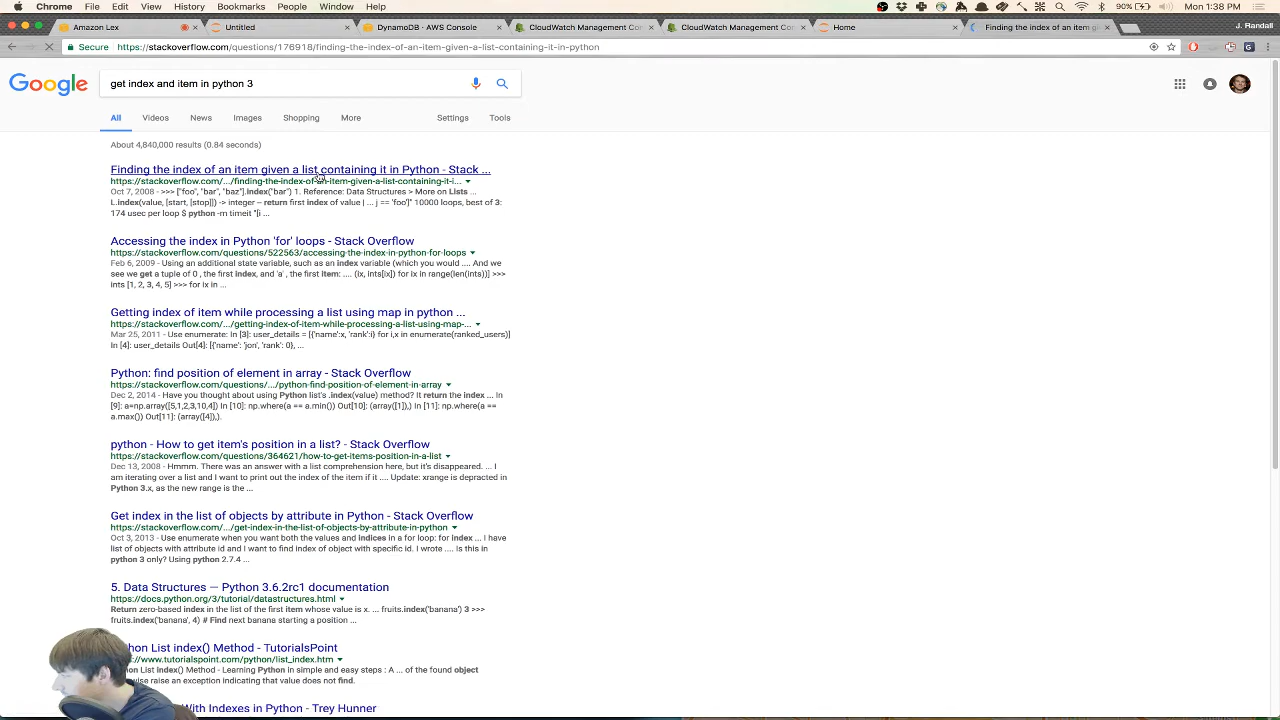 Chrome File Edit View History Bookmarks People Window Help 90% Mon 1:38 PM
Amazon Lex Untitled DynamoDB - AWS Console CloudWatch Management Con CloudWatch Management Con Home Finding the index of an item giv J. Randall
Secure https://stackoverflow.com/questions/176918/finding-the-index-of-an-item-given-a-list-containing-it-in-python
Google get index and item in python 3
All Videos News Images Shopping More Settings Tools
About 4,840,000 results (0.84 seconds)
Finding the index of an item given a list containing it in Python - Stack ...
https://stackoverflow.com/.../finding-the-index-of-an-item-given-a-list-containing-it-i...
Oct 7, 2008 - >>> ["foo", "bar", "baz"].index("bar") 1. Reference: Data Structures > More on Lists ...
L.index(value, [start, [stop]]) -> integer – return first index of value | ... j == 'foo']" 10000 loops, best of 3:
174 usec per loop $ python -m timeit "[i ...
Accessing the index in Python 'for' loops - Stack Overflow
https://stackoverflow.com/questions/522563/accessing-the-index-in-python-for-loops
Feb 6, 2009 - Using an additional state variable, such as an index variable (which you would .... And we
see we get a tuple of 0 , the first index, and 'a' , the first item: .... (ix, ints[ix]) for ix in range(len(ints))] >>>
ints [1, 2, 3, 4, 5] >>> for ix in ...
Getting index of item while processing a list using map in python ...
https://stackoverflow.com/.../getting-index-of-item-while-processing-a-list-using-map-...
Mar 25, 2011 - Use enumerate: In [3]: user_details = [{'name':x, 'rank':i} for i,x in enumerate(ranked_users)]
In [4]: user_details Out[4]: [{'name': 'jon', 'rank': 0}, ...
Python: find position of element in array - Stack Overflow
https://stackoverflow.com/questions/.../python-find-position-of-element-in-array
Dec 2, 2014 - Have you thought about using Python list's .index(value) method? It return the index ... In
[9]: a=np.array([5,1,2,3,10,4]) In [10]: np.where(a == a.min()) Out[10]: (array([1]),) In [11]: np.where(a ==
a.max()) Out[11]: (array([4]),).
python - How to get item's position in a list? - Stack Overflow
https://stackoverflow.com/questions/364621/how-to-get-items-position-in-a-list
Dec 13, 2008 - Hmmm. There was an answer with a list comprehension here, but it's disappeared. ... I
am iterating over a list and I want to print out the index of the item if it .... Update: xrange is depracted in
Python 3.x, as the new range is the ...
Get index in the list of objects by attribute in Python - Stack Overflow
https://stackoverflow.com/.../get-index-in-the-list-of-objects-by-attribute-in-python
Oct 3, 2013 - Use enumerate when you want both the values and indices in a for loop: for index ... I have
list of objects with attribute id and I want to find index of object with specific id. I wrote .... Is this in
python 3 only? Using python 2.7.4 ...
5. Data Structures — Python 3.6.2rc1 documentation
https://docs.python.org/3/tutorial/datastructures.html
Return zero-based index in the list of the first item whose value is x. ... fruits.index('banana') 3 >>>
fruits.index('banana', 4) # Find next banana starting a position ...
hon List index() Method - TutorialsPoint
www.tutorialspoint.com/python/list_index.htm
on List index() Method - Learning Python in simple and easy steps : A ... of the found object
wise raise an exception indicating that value does not find.
With Indexes in Python - Trey Hunner